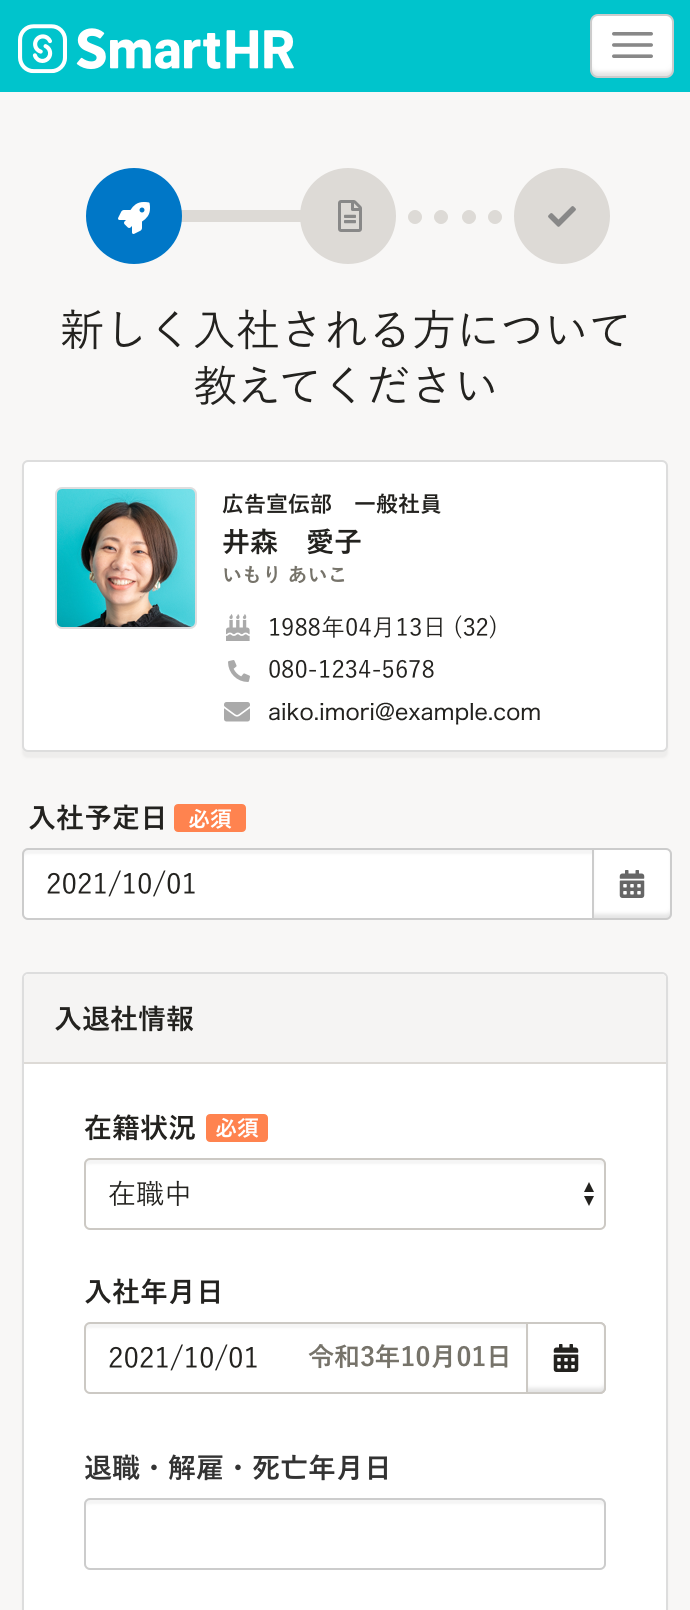 SmartHR
新しく入社される方について
教えてください
広告宣伝部　一般社員
井森　愛子
いもり あいこ
1988年04月13日 (32)
080-1234-5678
aiko.imori@example.com
入社予定日 必須
2021/10/01
入退社情報
在籍状況 必須
在職中
入社年月日
2021/10/01 令和3年10月01日
退職・解雇・死亡年月日